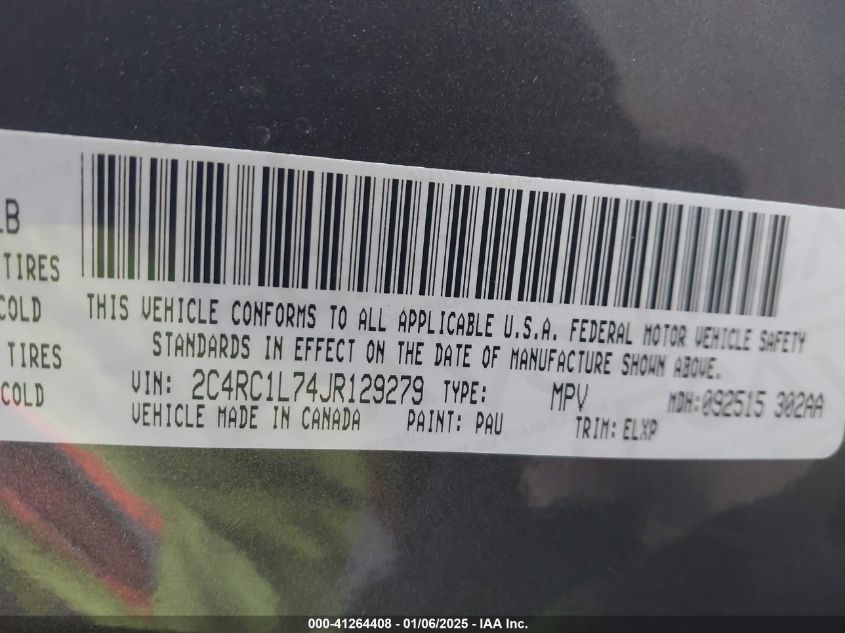 LB
TIRES
COLD
TIRES
COLD
THIS VEHICLE CONFORMS TO ALL APPLICABLE U.S.A. FEDERAL MOTOR VEHICLE SAFETY
STANDARDS IN EFFECT ON THE DATE OF MANUFACTURE SHOWN ABOVE.
VIN: 2C4RC1L74JR129279 TYPE: MPV MDH:092515 302AA
VEHICLE MADE IN CANADA PAINT: PAU TRIM: ELXP
000-41264408 - 01/06/2025 - IAA Inc.